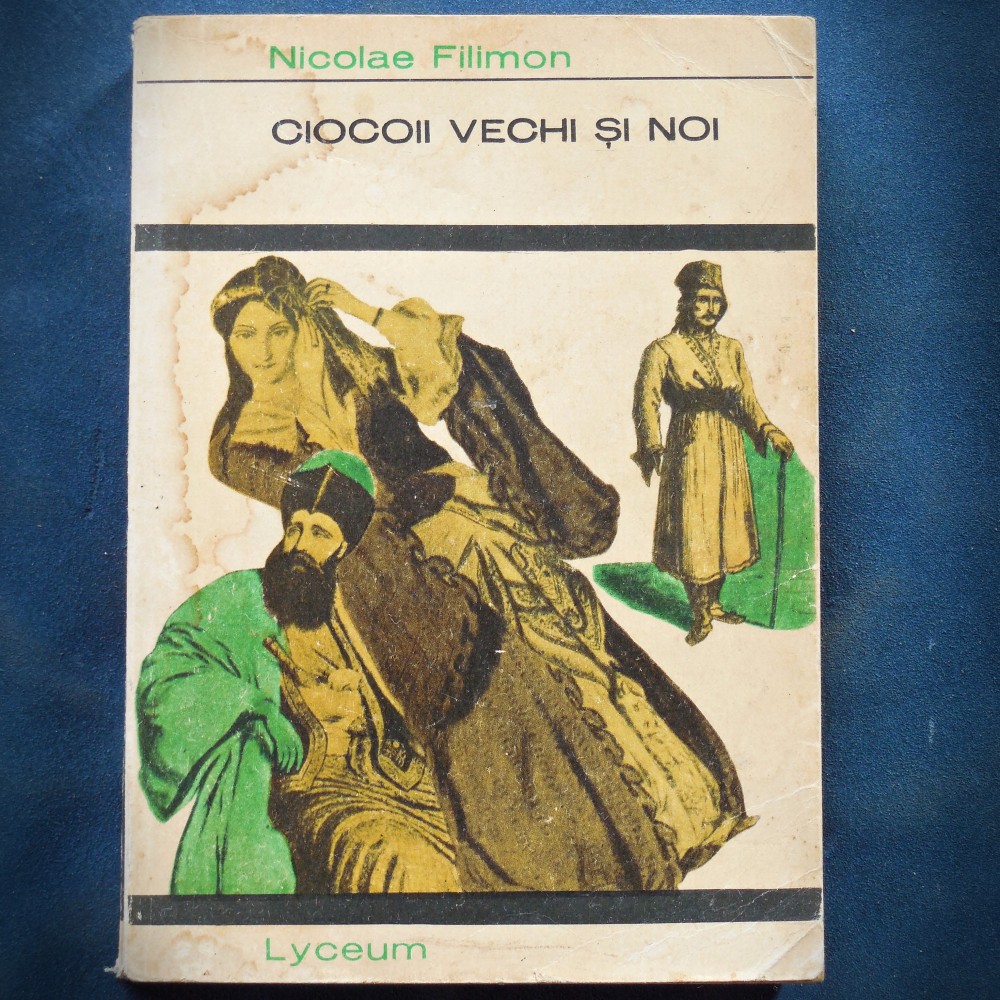 Nicolae Filimon
CIOCOII VECHI ȘI NOI
Lyceum